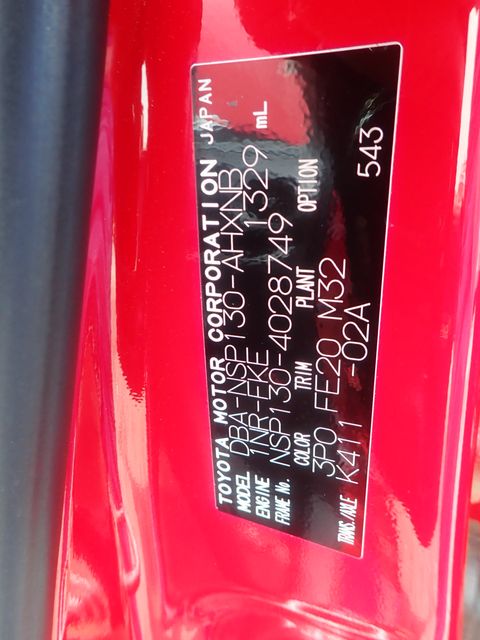 TOYOTA MOTOR CORPORATION JAPAN
MODEL DBA-NSP130-AHXNB
ENGINE 1NR-FKE 1329 mL
FRAME No. NSP130-4028749
COLOR TRIM PLANT OPTION
3P0 FE20 M32
TRANS./AXLE K411 -02A 543